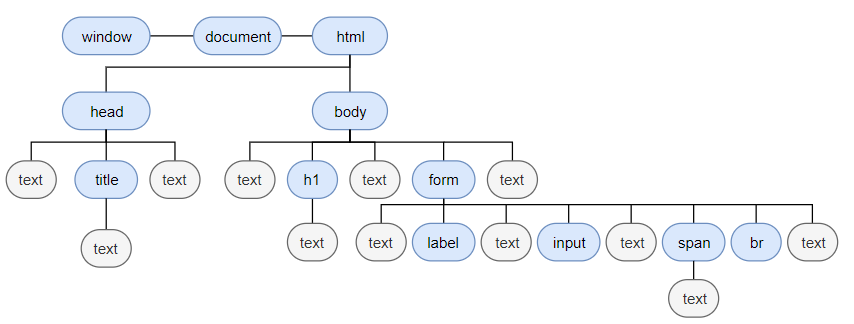 window document html
head body
text title text text h1 text form text
text text text label text input text span br text
text